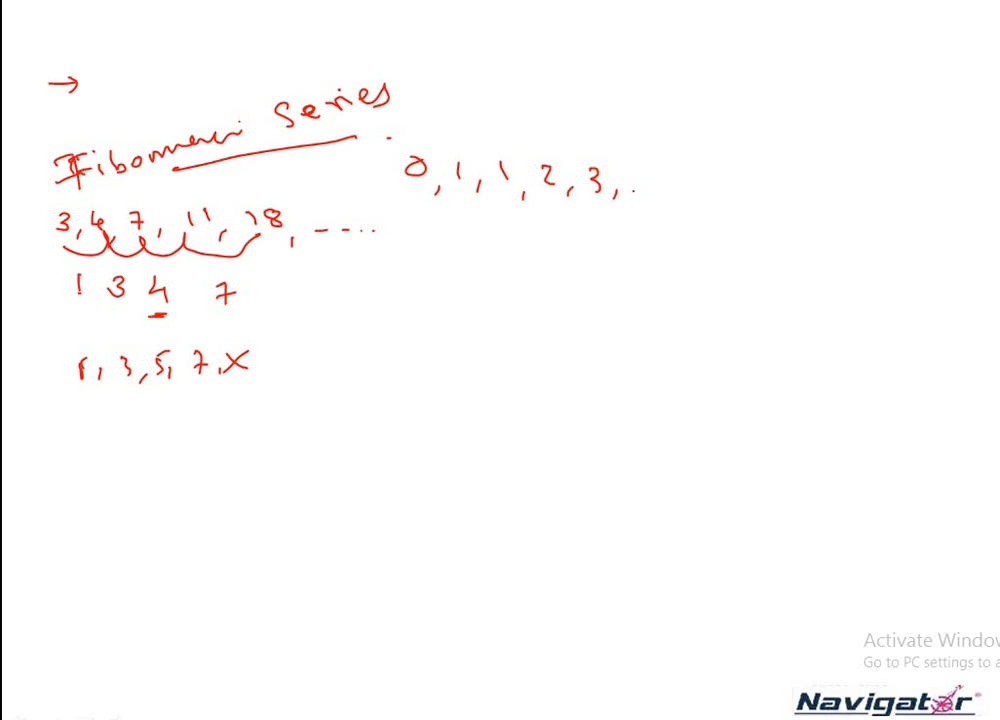 →
Fibonacci Series
0, 1, 1, 2, 3, .
3, 4, 7, 11, 18, ----..
1 3 4 7
1, 3, 5, 7, X
Activate Window
Go to PC settings to a
Navigator